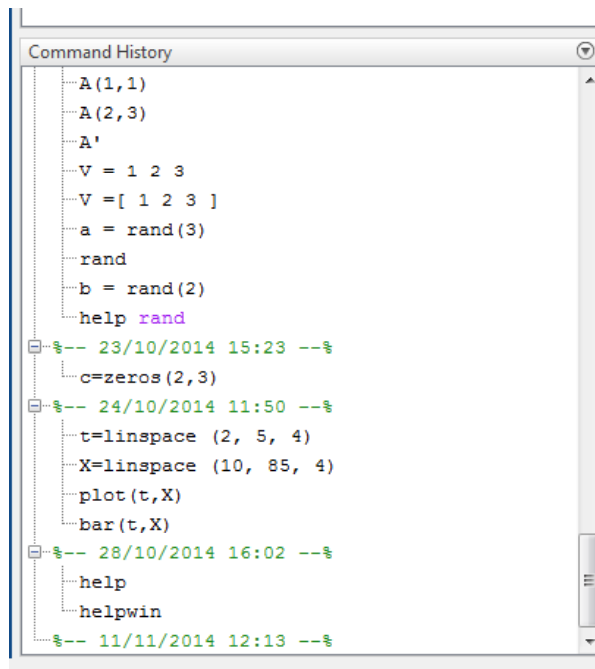 Command History
A(1,1)
A(2,3)
A'
V = 1 2 3
V =[ 1 2 3 ]
a = rand(3)
rand
b = rand(2)
help rand
%-- 23/10/2014 15:23 --%
c=zeros(2,3)
%-- 24/10/2014 11:50 --%
t=linspace (2, 5, 4)
X=linspace (10, 85, 4)
plot(t,X)
bar(t,X)
%-- 28/10/2014 16:02 --%
help
helpwin
%-- 11/11/2014 12:13 --%